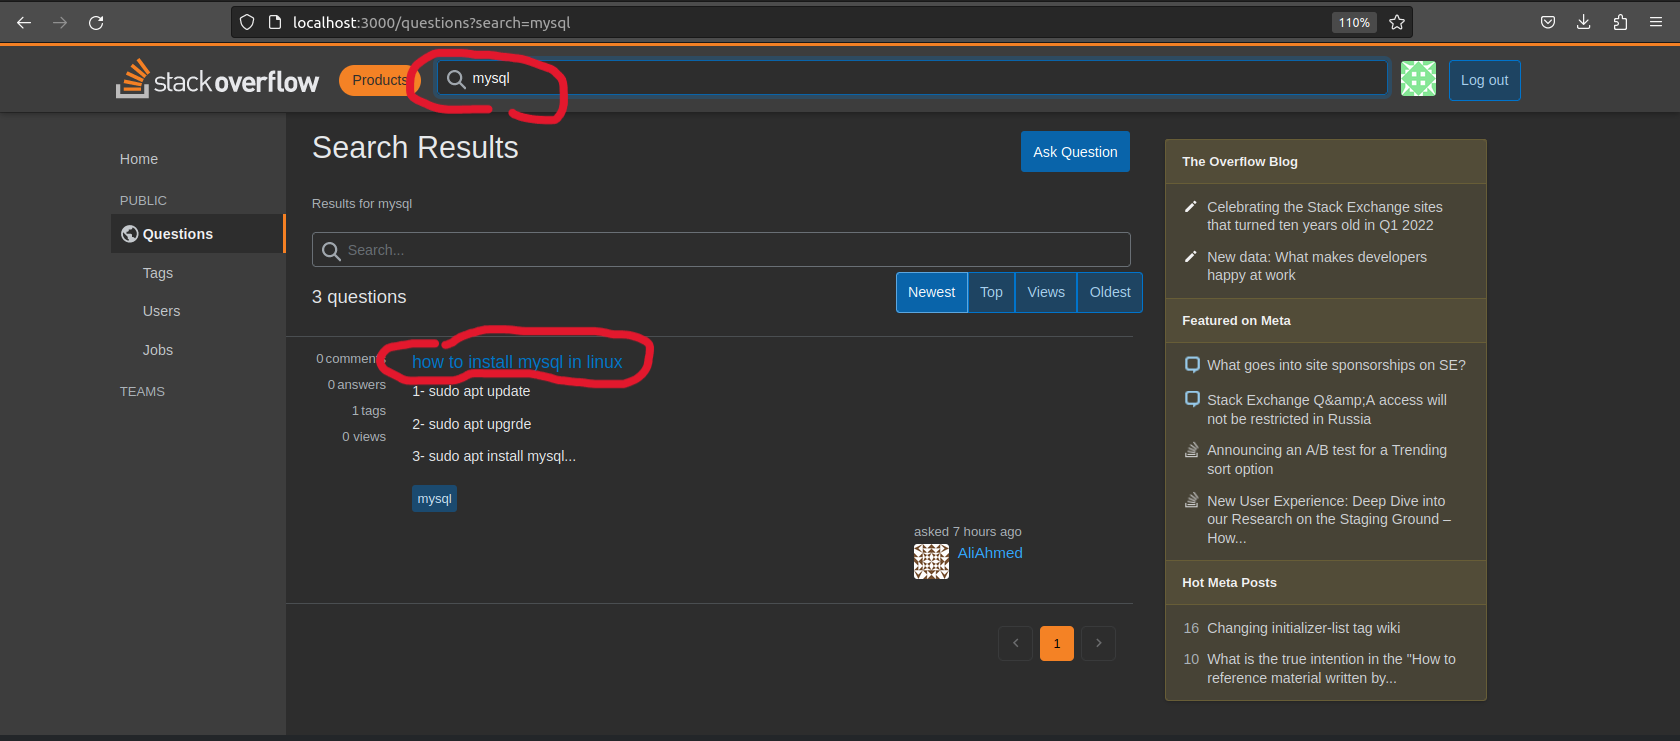 localhost:3000/questions?search=mysql
110%
stack overflow
Products
mysql
Log out
Home
PUBLIC
Questions
Tags
Users
Jobs
TEAMS
Search Results
Ask Question
Results for mysql
Search...
3 questions
Newest
Top
Views
Oldest
0 comments
0 answers
1 tags
0 views
how to install mysql in linux
1- sudo apt update
2- sudo apt upgrde
3- sudo apt install mysql...
mysql
asked 7 hours ago
AliAhmed
1
The Overflow Blog
Celebrating the Stack Exchange sites
that turned ten years old in Q1 2022
New data: What makes developers
happy at work
Featured on Meta
What goes into site sponsorships on SE?
Stack Exchange Q&amp;A access will
not be restricted in Russia
Announcing an A/B test for a Trending
sort option
New User Experience: Deep Dive into
our Research on the Staging Ground –
How...
Hot Meta Posts
16 Changing initializer-list tag wiki
10 What is the true intention in the "How to
reference material written by...